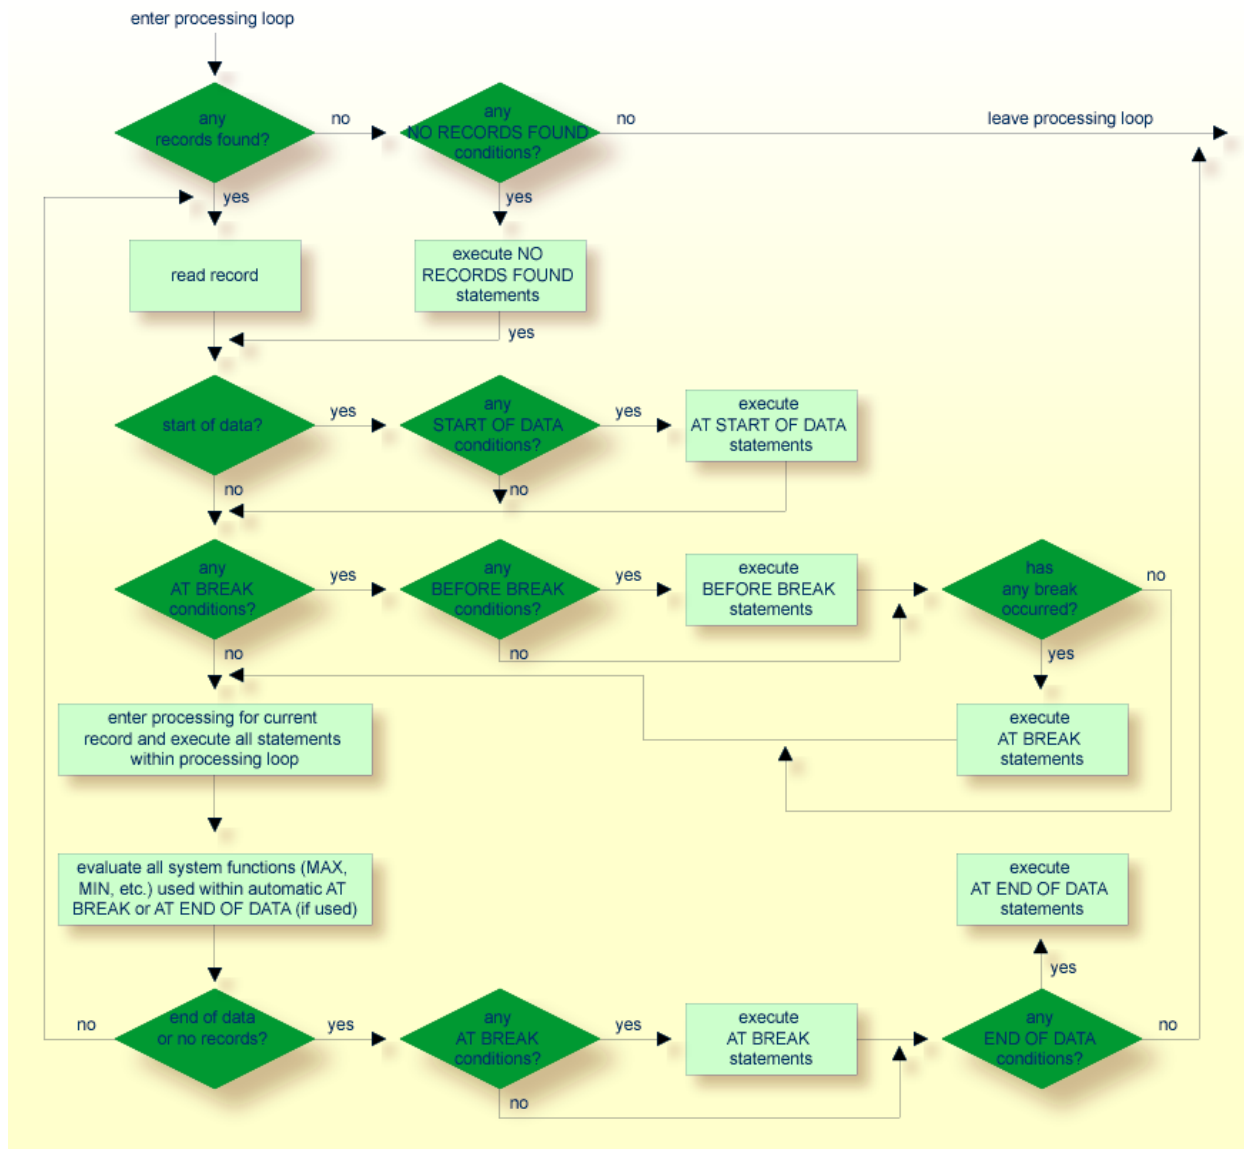 enter processing loop
any
records found?
no
any
NO RECORDS FOUND
conditions?
no
leave processing loop
yes
yes
read record
execute NO
RECORDS FOUND
statements
yes
start of data?
yes
any
START OF DATA
conditions?
yes
execute
AT START OF DATA
statements
no
no
any
AT BREAK
conditions?
yes
any
BEFORE BREAK
conditions?
yes
execute
BEFORE BREAK
statements
has
any break
occurred?
no
no
no
yes
enter processing for current
record and execute all statements
within processing loop
execute
AT BREAK
statements
evaluate all system functions (MAX,
MIN, etc.) used within automatic AT
BREAK or AT END OF DATA (if used)
execute
AT END OF DATA
statements
yes
no
end of data
or no records?
yes
any
AT BREAK
conditions?
yes
execute
AT BREAK
statements
any
END OF DATA
conditions?
no
no